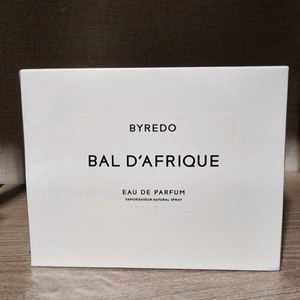 BYREDO
BAL D'AFRIQUE
EAU DE PARFUM
VAPORISATEUR NATURAL SPRAY